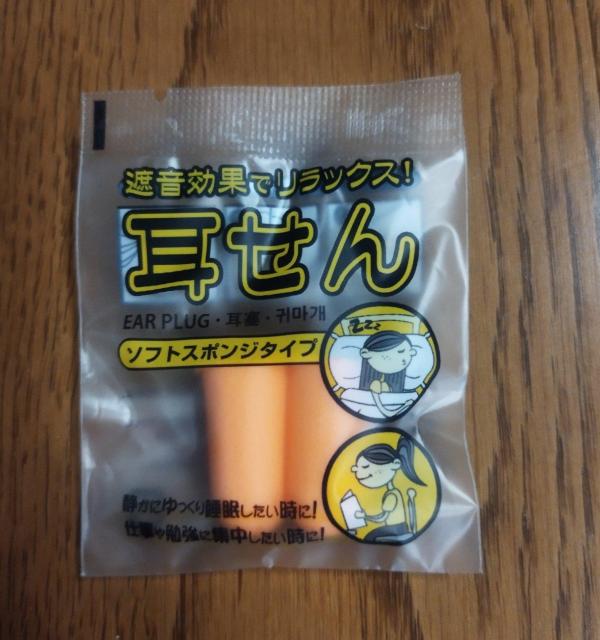 遮音効果でリラックス!
耳せん
EAR PLUG・耳塞・귀마개
ソフトスポンジタイプ
ZZZ
静かにゆっくり睡眠したい時に!
仕事や勉強に集中したい時に!